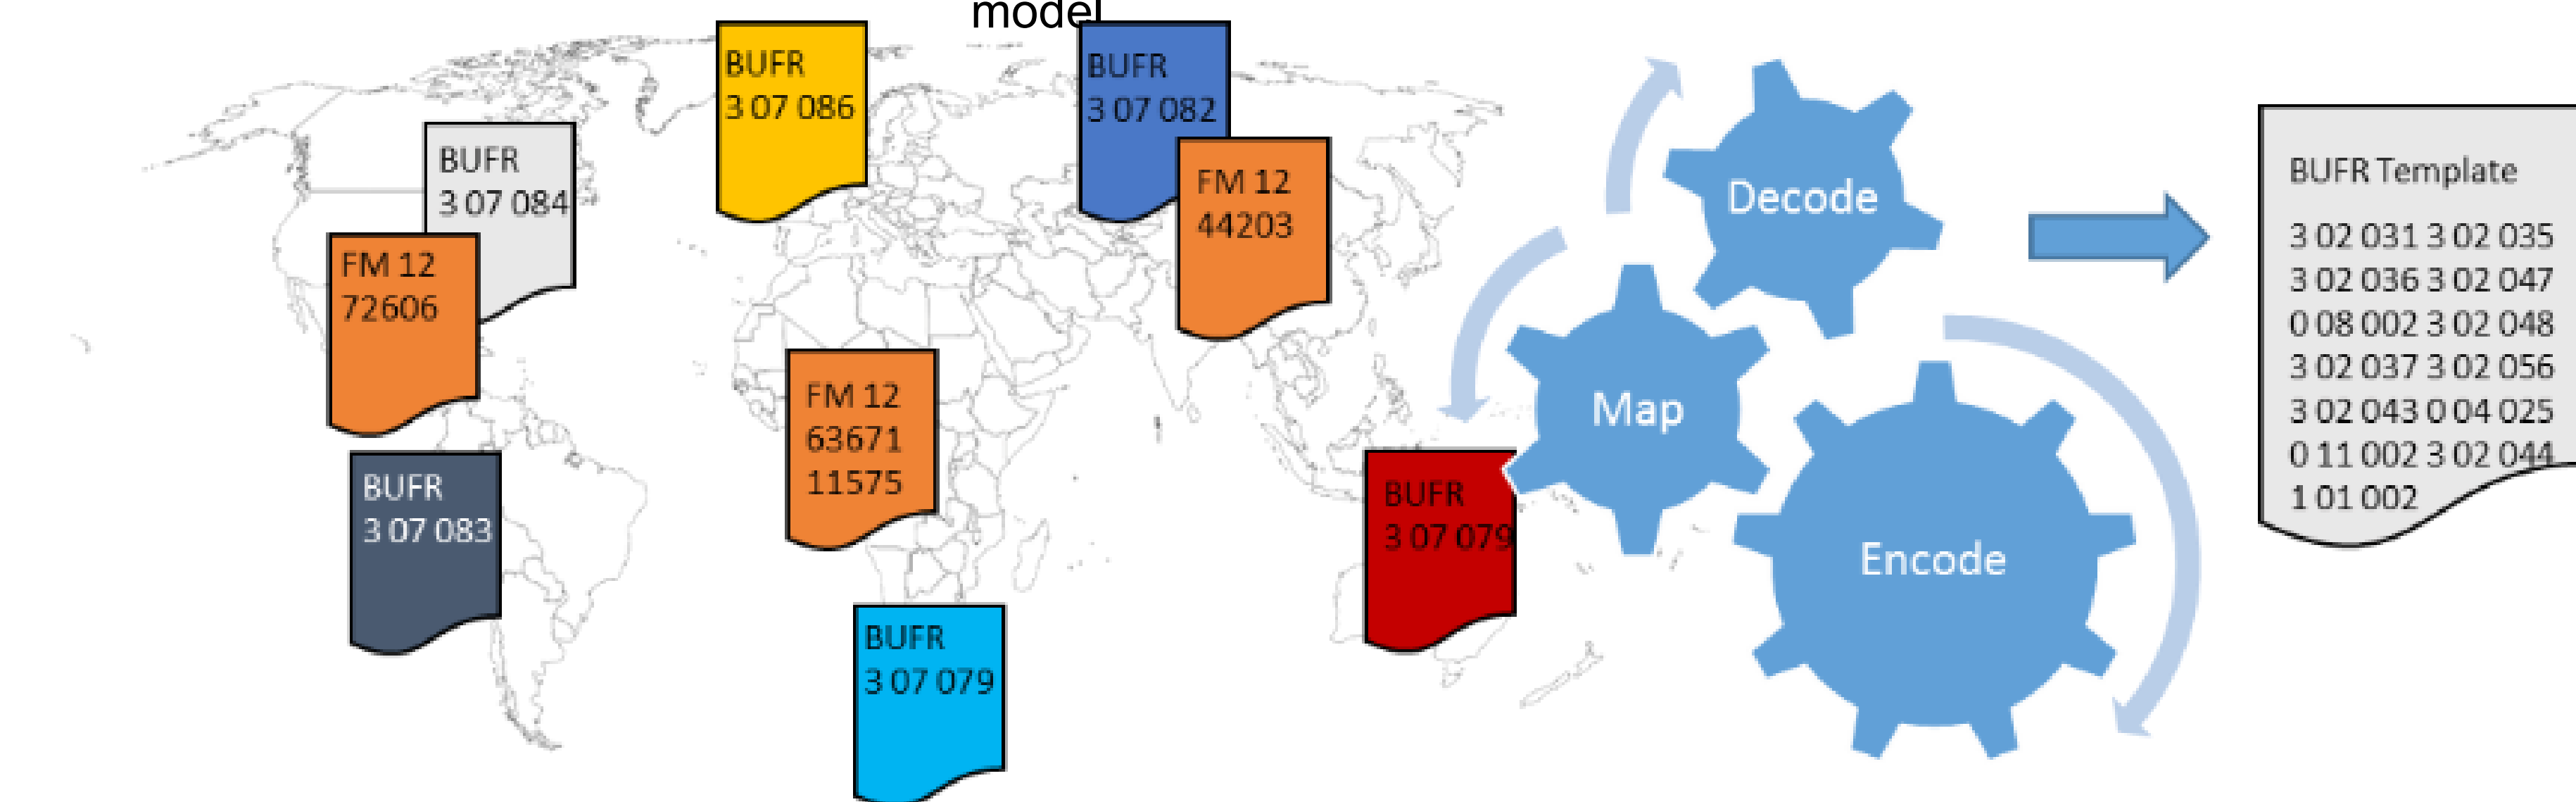 model
BUFR
3 07 086
BUFR
3 07 082
BUFR
3 07 084
FM 12
44203
FM 12
72606
FM 12
63671
11575
BUFR
3 07 083
BUFR
3 07 079
BUFR
3 07 079
Decode
Map
Encode
BUFR Template
3 02 031 3 02 035
3 02 036 3 02 047
0 08 002 3 02 048
3 02 037 3 02 056
3 02 043 0 04 025
0 11 002 3 02 044
1 01 002